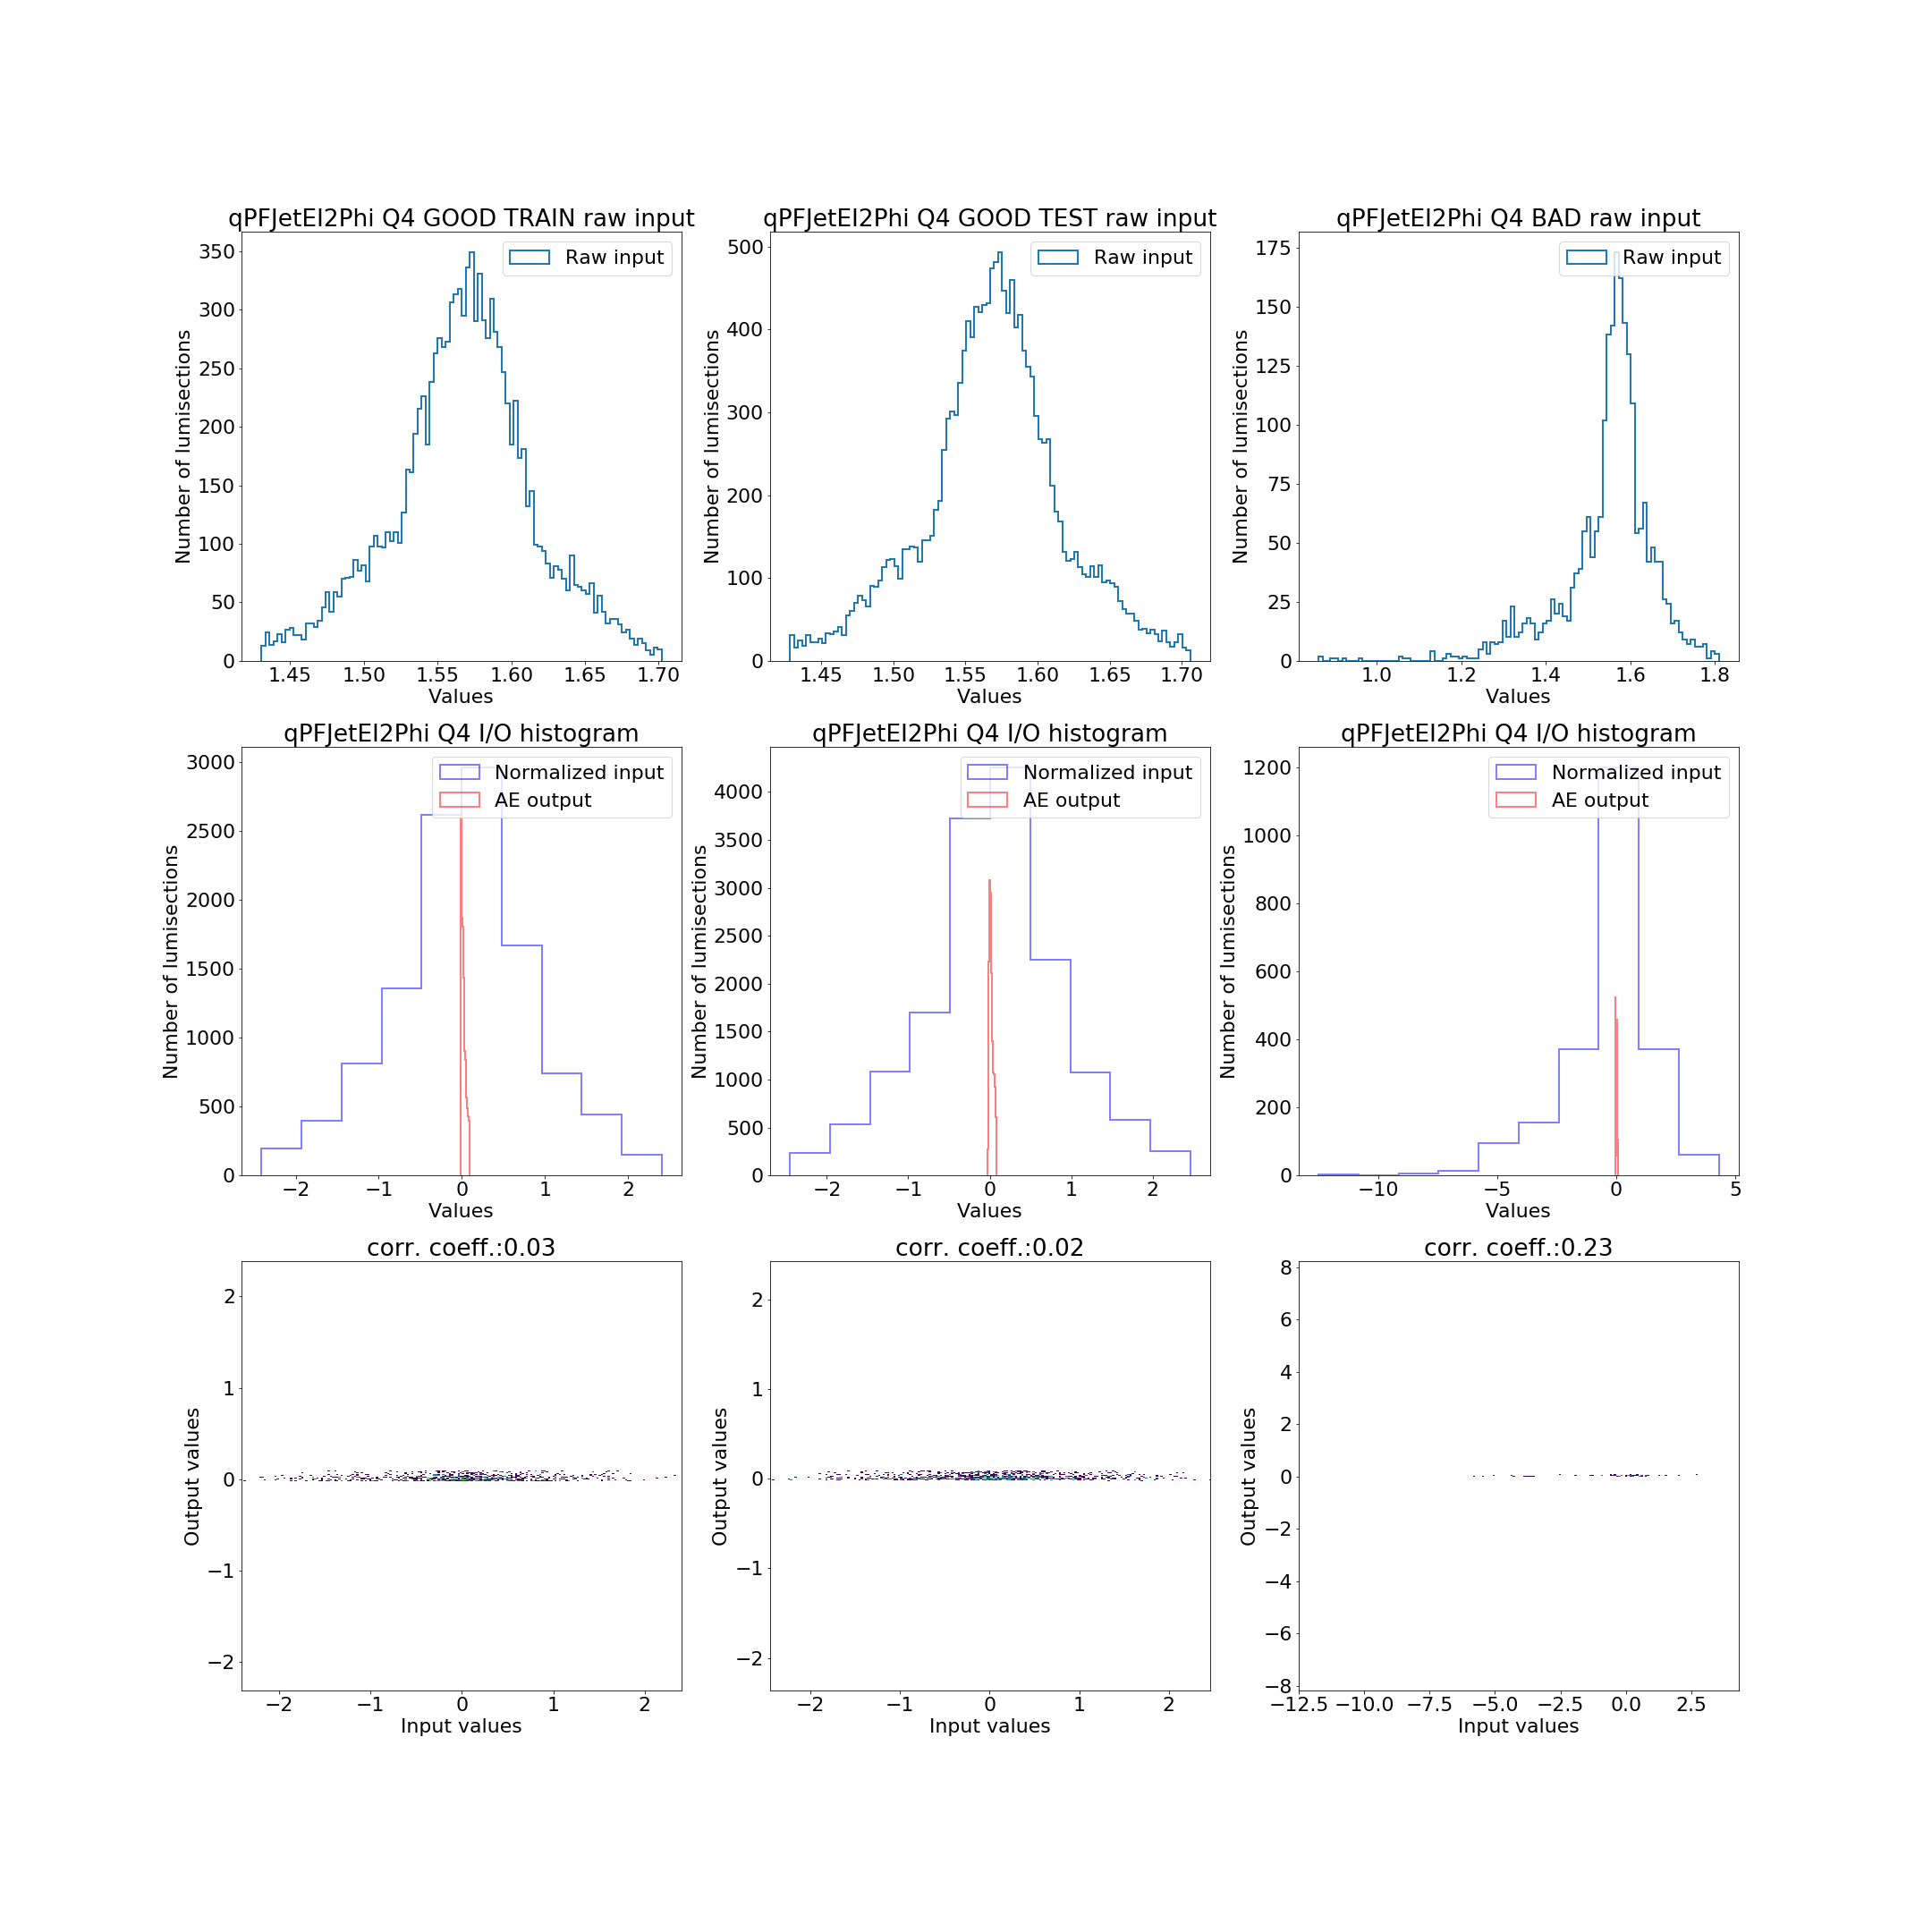 qPFJetEI2Phi Q4 GOOD TRAIN raw input
Raw input
350
300
250
200
150
100
50
0
Number of lumisections
1.45 1.50 1.55 1.60 1.65 1.70
Values
qPFJetEI2Phi Q4 GOOD TEST raw input
Raw input
500
400
300
200
100
0
Number of lumisections
1.45 1.50 1.55 1.60 1.65 1.70
Values
qPFJetEI2Phi Q4 BAD raw input
Raw input
175
150
125
100
75
50
25
0
Number of lumisections
1.0 1.2 1.4 1.6 1.8
Values
qPFJetEI2Phi Q4 I/O histogram
Normalized input
AE output
3000
2500
2000
1500
1000
500
0
Number of lumisections
−2 −1 0 1 2
Values
qPFJetEI2Phi Q4 I/O histogram
Normalized input
AE output
4000
3500
3000
2500
2000
1500
1000
500
0
Number of lumisections
−2 −1 0 1 2
Values
qPFJetEI2Phi Q4 I/O histogram
Normalized input
AE output
1200
1000
800
600
400
200
0
Number of lumisections
−10 −5 0 5
Values
corr. coeff.:0.03
2
1
0
−1
−2
Output values
−2 −1 0 1 2
Input values
corr. coeff.:0.02
2
1
0
−1
−2
Output values
−2 −1 0 1 2
Input values
corr. coeff.:0.23
8
6
4
2
0
−2
−4
−6
−8
Output values
−12.5 −10.0 −7.5 −5.0 −2.5 0.0 2.5
Input values